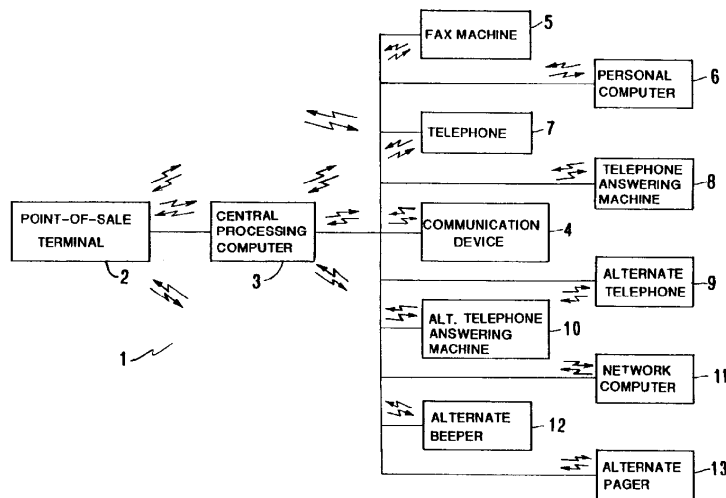 FAX MACHINE
5
PERSONAL
COMPUTER
6
TELEPHONE
7
TELEPHONE
ANSWERING
MACHINE
8
POINT-OF-SALE
TERMINAL
2
CENTRAL
PROCESSING
COMPUTER
3
COMMUNICATION
DEVICE
4
ALTERNATE
TELEPHONE
9
ALT. TELEPHONE
ANSWERING
MACHINE
10
1
NETWORK
COMPUTER
11
ALTERNATE
BEEPER
12
ALTERNATE
PAGER
13